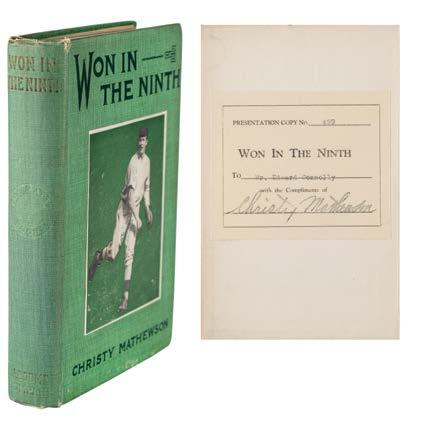 WON IN
THE NINTH
WON IN THE NINTH
CHRISTY MATHEWSON
PRESENTATION COPY No. 499
WON IN THE NINTH
TO Mr. Edward Connolly
with the Compliments of
Christy Mathewson